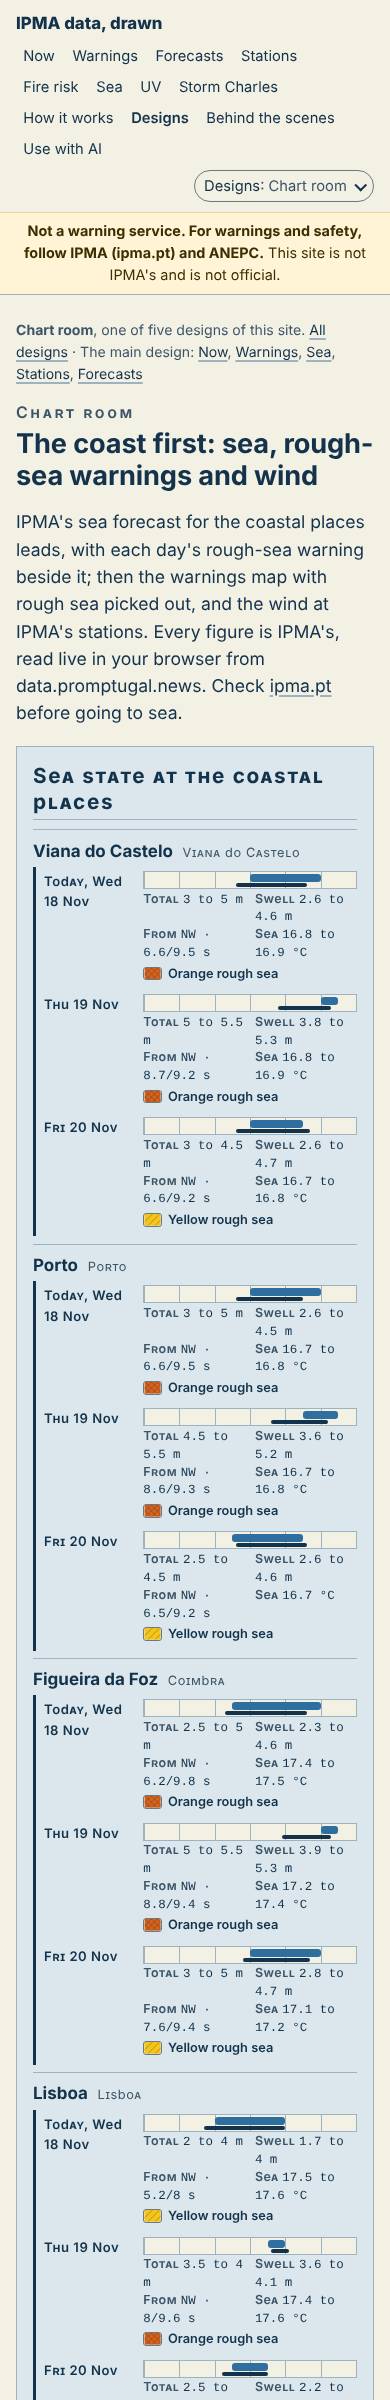 IPMA data, drawn
Now Warnings Forecasts Stations
Fire risk Sea UV Storm Charles
How it works Designs Behind the scenes
Use with AI
Designs: Chart room
Not a warning service. For warnings and safety,
follow IPMA (ipma.pt) and ANEPC. This site is not
IPMA's and is not official.
Chart room, one of five designs of this site. All
designs · The main design: Now, Warnings, Sea,
Stations, Forecasts
Chart room
The coast first: sea, rough-
sea warnings and wind
IPMA's sea forecast for the coastal places
leads, with each day's rough-sea warning
beside it; then the warnings map with
rough sea picked out, and the wind at
IPMA's stations. Every figure is IPMA's,
read live in your browser from
data.promptugal.news. Check ipma.pt
before going to sea.
Sea state at the coastal
places
Viana do Castelo Viana do Castelo
Today, Wed
18 Nov
Total 3 to 5 m Swell 2.6 to
4.6 m
From NW · Sea 16.8 to
6.6/9.5 s 16.9 °C
Orange rough sea
Thu 19 Nov
Total 5 to 5.5 Swell 3.8 to
m 5.3 m
From NW · Sea 16.8 to
8.7/9.2 s 16.9 °C
Orange rough sea
Fri 20 Nov
Total 3 to 4.5 Swell 2.6 to
m 4.7 m
From NW · Sea 16.7 to
6.6/9.2 s 16.8 °C
Yellow rough sea
Porto Porto
Today, Wed
18 Nov
Total 3 to 5 m Swell 2.6 to
4.5 m
From NW · Sea 16.7 to
6.6/9.5 s 16.8 °C
Orange rough sea
Thu 19 Nov
Total 4.5 to Swell 3.6 to
5.5 m 5.2 m
From NW · Sea 16.7 to
8.6/9.3 s 16.8 °C
Orange rough sea
Fri 20 Nov
Total 2.5 to Swell 2.6 to
4.5 m 4.6 m
From NW · Sea 16.7 °C
6.5/9.2 s
Yellow rough sea
Figueira da Foz Coimbra
Today, Wed
18 Nov
Total 2.5 to 5 Swell 2.3 to
m 4.6 m
From NW · Sea 17.4 to
6.2/9.8 s 17.5 °C
Orange rough sea
Thu 19 Nov
Total 5 to 5.5 Swell 3.9 to
m 5.3 m
From NW · Sea 17.2 to
8.8/9.4 s 17.4 °C
Orange rough sea
Fri 20 Nov
Total 3 to 5 m Swell 2.8 to
4.7 m
From NW · Sea 17.1 to
7.6/9.4 s 17.2 °C
Yellow rough sea
Lisboa Lisboa
Today, Wed
18 Nov
Total 2 to 4 m Swell 1.7 to
4 m
From NW · Sea 17.5 to
5.2/8 s 17.6 °C
Yellow rough sea
Thu 19 Nov
Total 3.5 to 4 Swell 3.6 to
m 4.1 m
From NW · Sea 17.4 to
8/9.6 s 17.6 °C
Orange rough sea
Fri 20 Nov
Total 2.5 to Swell 2.2 to